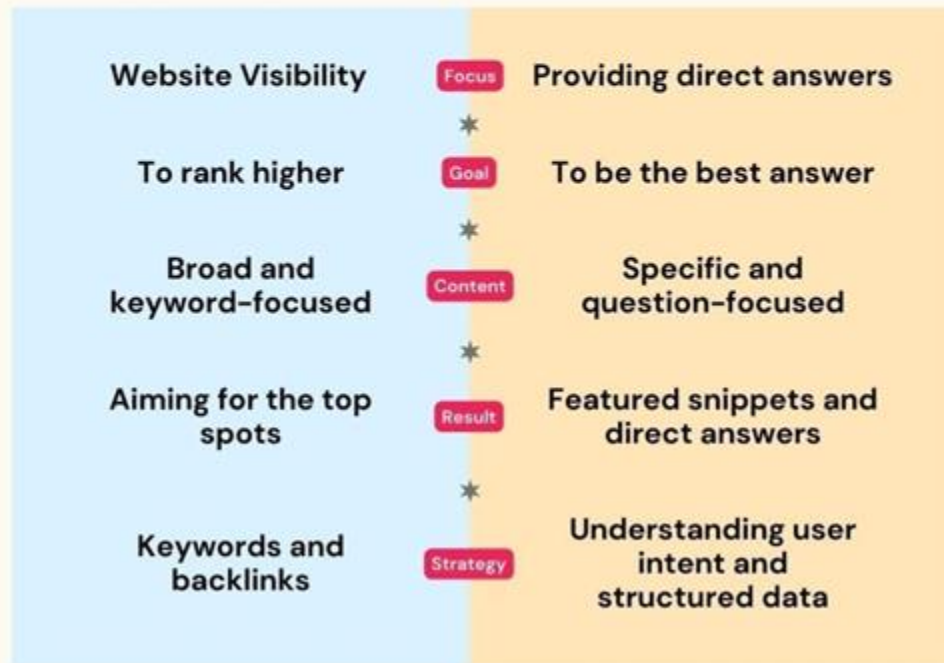 Website Visibility
Focus
Providing direct answers
To rank higher
Goal
To be the best answer
Broad and
keyword-focused
Content
Specific and
question-focused
Aiming for the top
spots
Result
Featured snippets and
direct answers
Keywords and
backlinks
Strategy
Understanding user
intent and
structured data